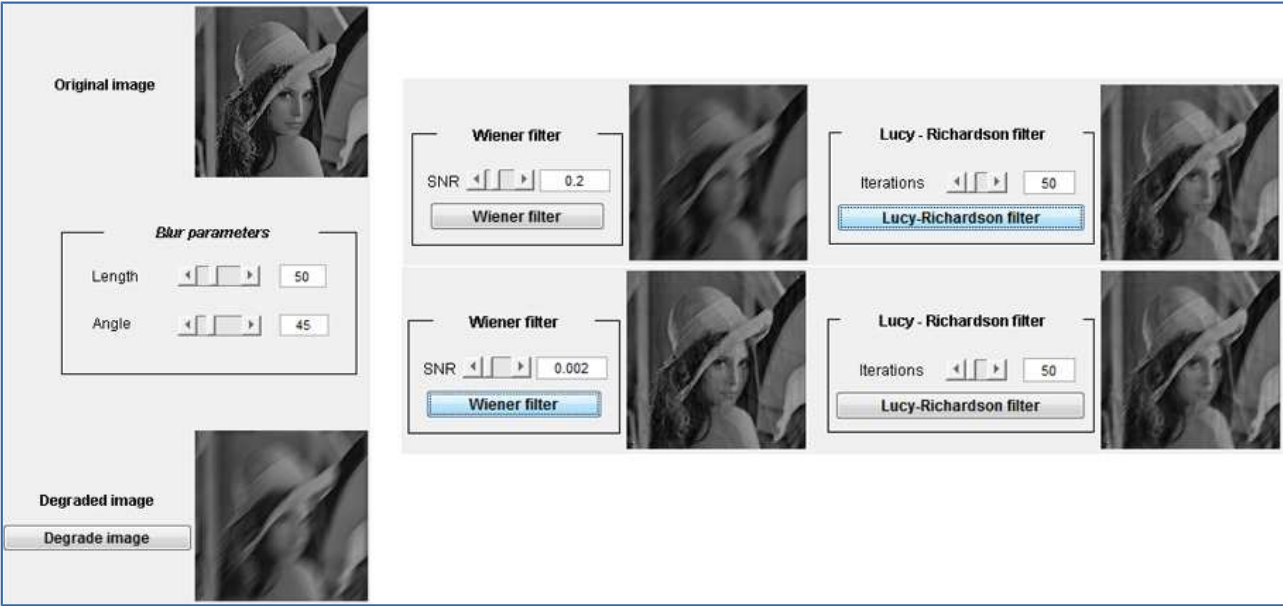 Original image
Blur parameters
Length 50
Angle 45
Degraded image
Degrade image
Wiener filter
SNR 0.2
Wiener filter
Lucy - Richardson filter
Iterations 50
Lucy-Richardson filter
Wiener filter
SNR 0.002
Wiener filter
Lucy - Richardson filter
Iterations 50
Lucy-Richardson filter